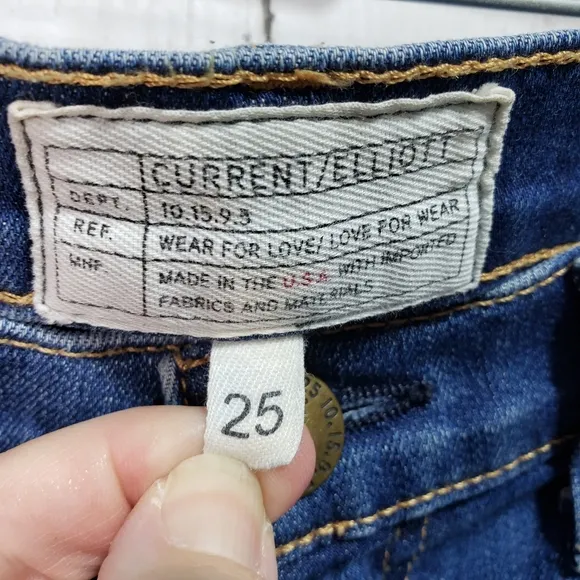 CURRENT/ELLIOTT
DEPT. 10.15.9.3
REF. WEAR FOR LOVE/ LOVE FOR WEAR
MHF. MADE IN THE U.S.A WITH IMPORTED
FABRICS AND MATERIALS
25